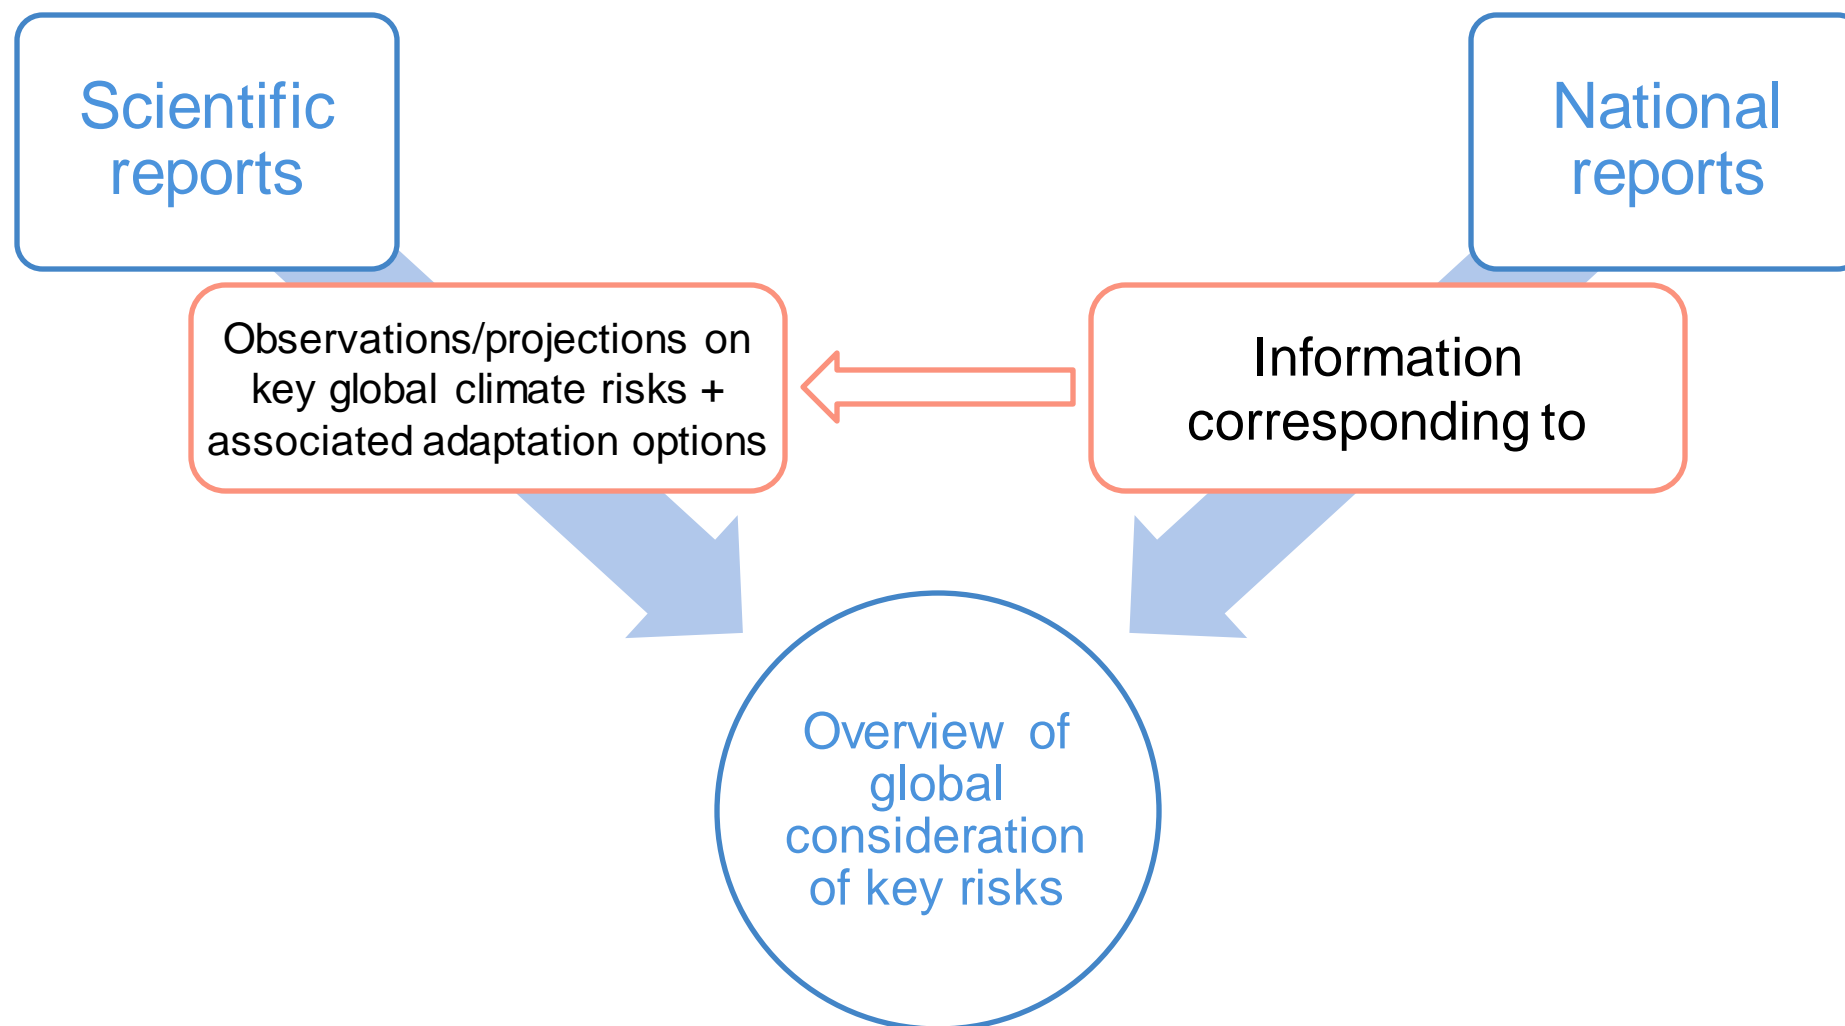 Scientific
reports
National
reports
Observations/projections on
key global climate risks +
associated adaptation options
Information
corresponding to
Overview of
global
consideration
of key risks